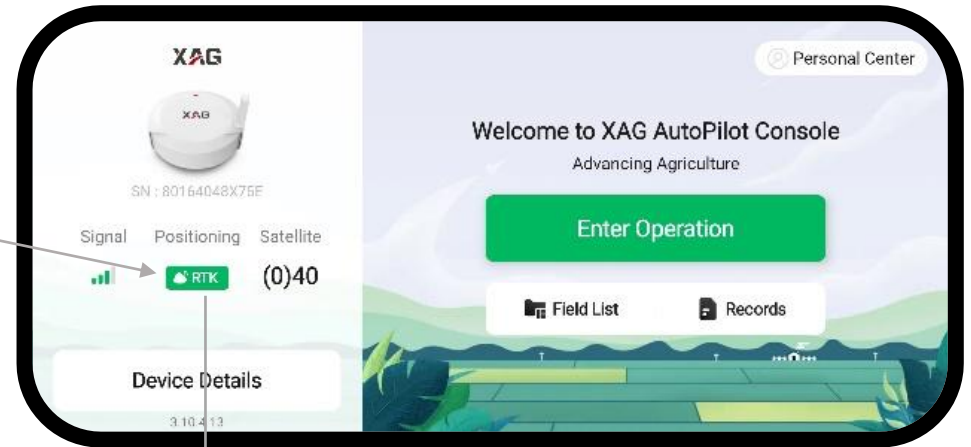 XAG
XAG
SN : 80164048X75E
Signal Positioning Satellite
RTK (0)40
Device Details
3.10.4.13
Personal Center
Welcome to XAG AutoPilot Console
Advancing Agriculture
Enter Operation
Field List Records